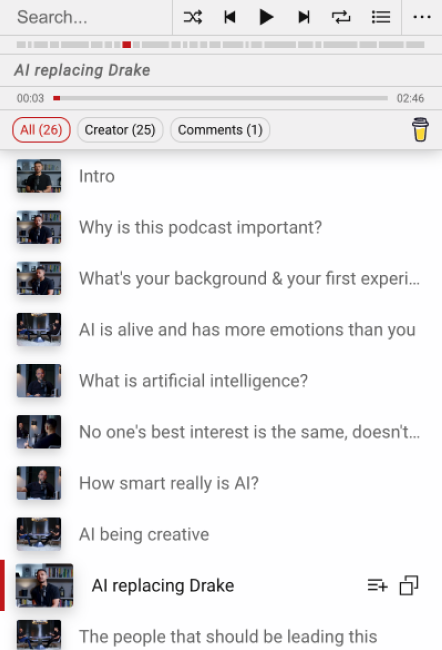 Search...
AI replacing Drake
00:03 02:46
All (26) Creator (25) Comments (1)
Intro
Why is this podcast important?
What's your background & your first experi...
AI is alive and has more emotions than you
What is artificial intelligence?
No one's best interest is the same, doesn't...
How smart really is AI?
AI being creative
AI replacing Drake
The people that should be leading this